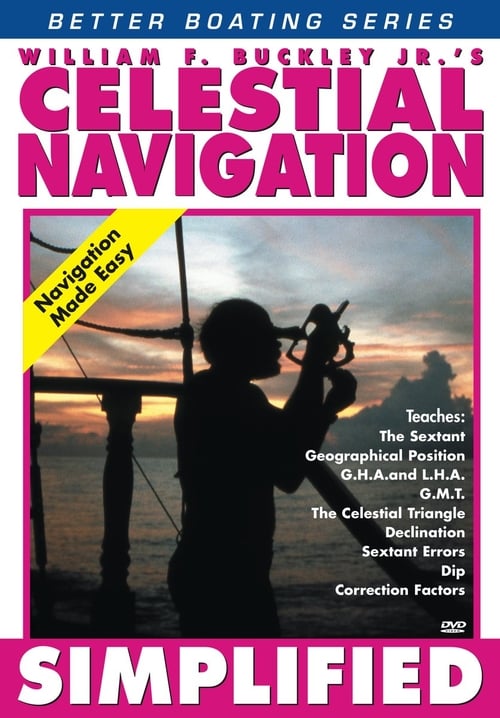 BETTER BOATING SERIES
WILLIAM F. BUCKLEY JR.'S
CELESTIAL
NAVIGATION
Navigation
Made Easy
Teaches:
The Sextant
Geographical Position
G.H.A.and L.H.A.
G.M.T.
The Celestial Triangle
Declination
Sextant Errors
Dip
Correction Factors
DVD
VIDEO
SIMPLIFIED